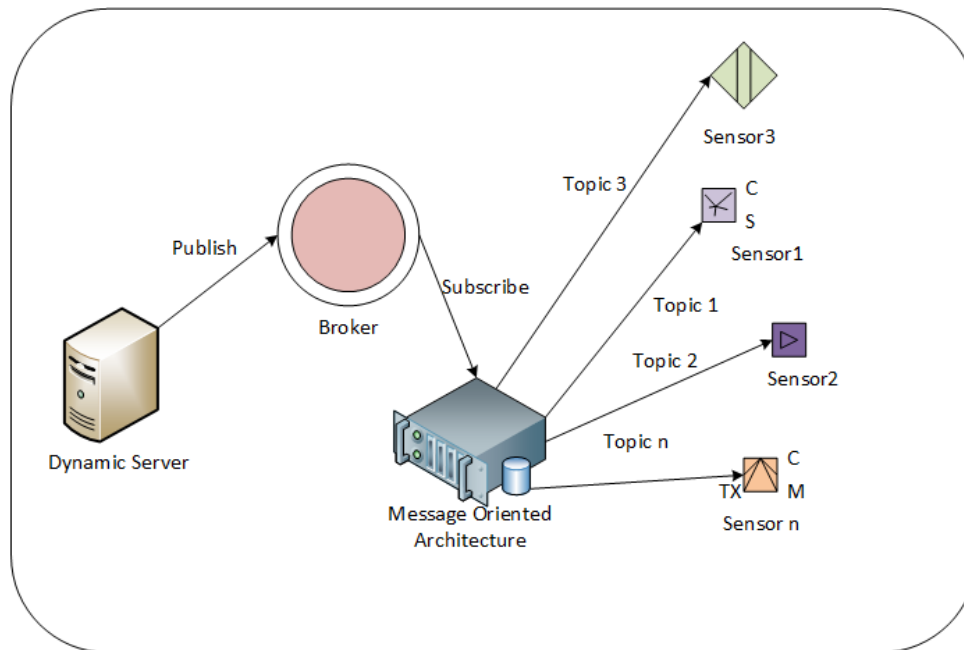 Sensor3
Topic 3
C
S
Sensor1
Publish
Subscribe
Topic 1
Broker
Topic 2
Sensor2
Dynamic Server
Topic n
C
TX
M
Message Oriented
Architecture
Sensor n